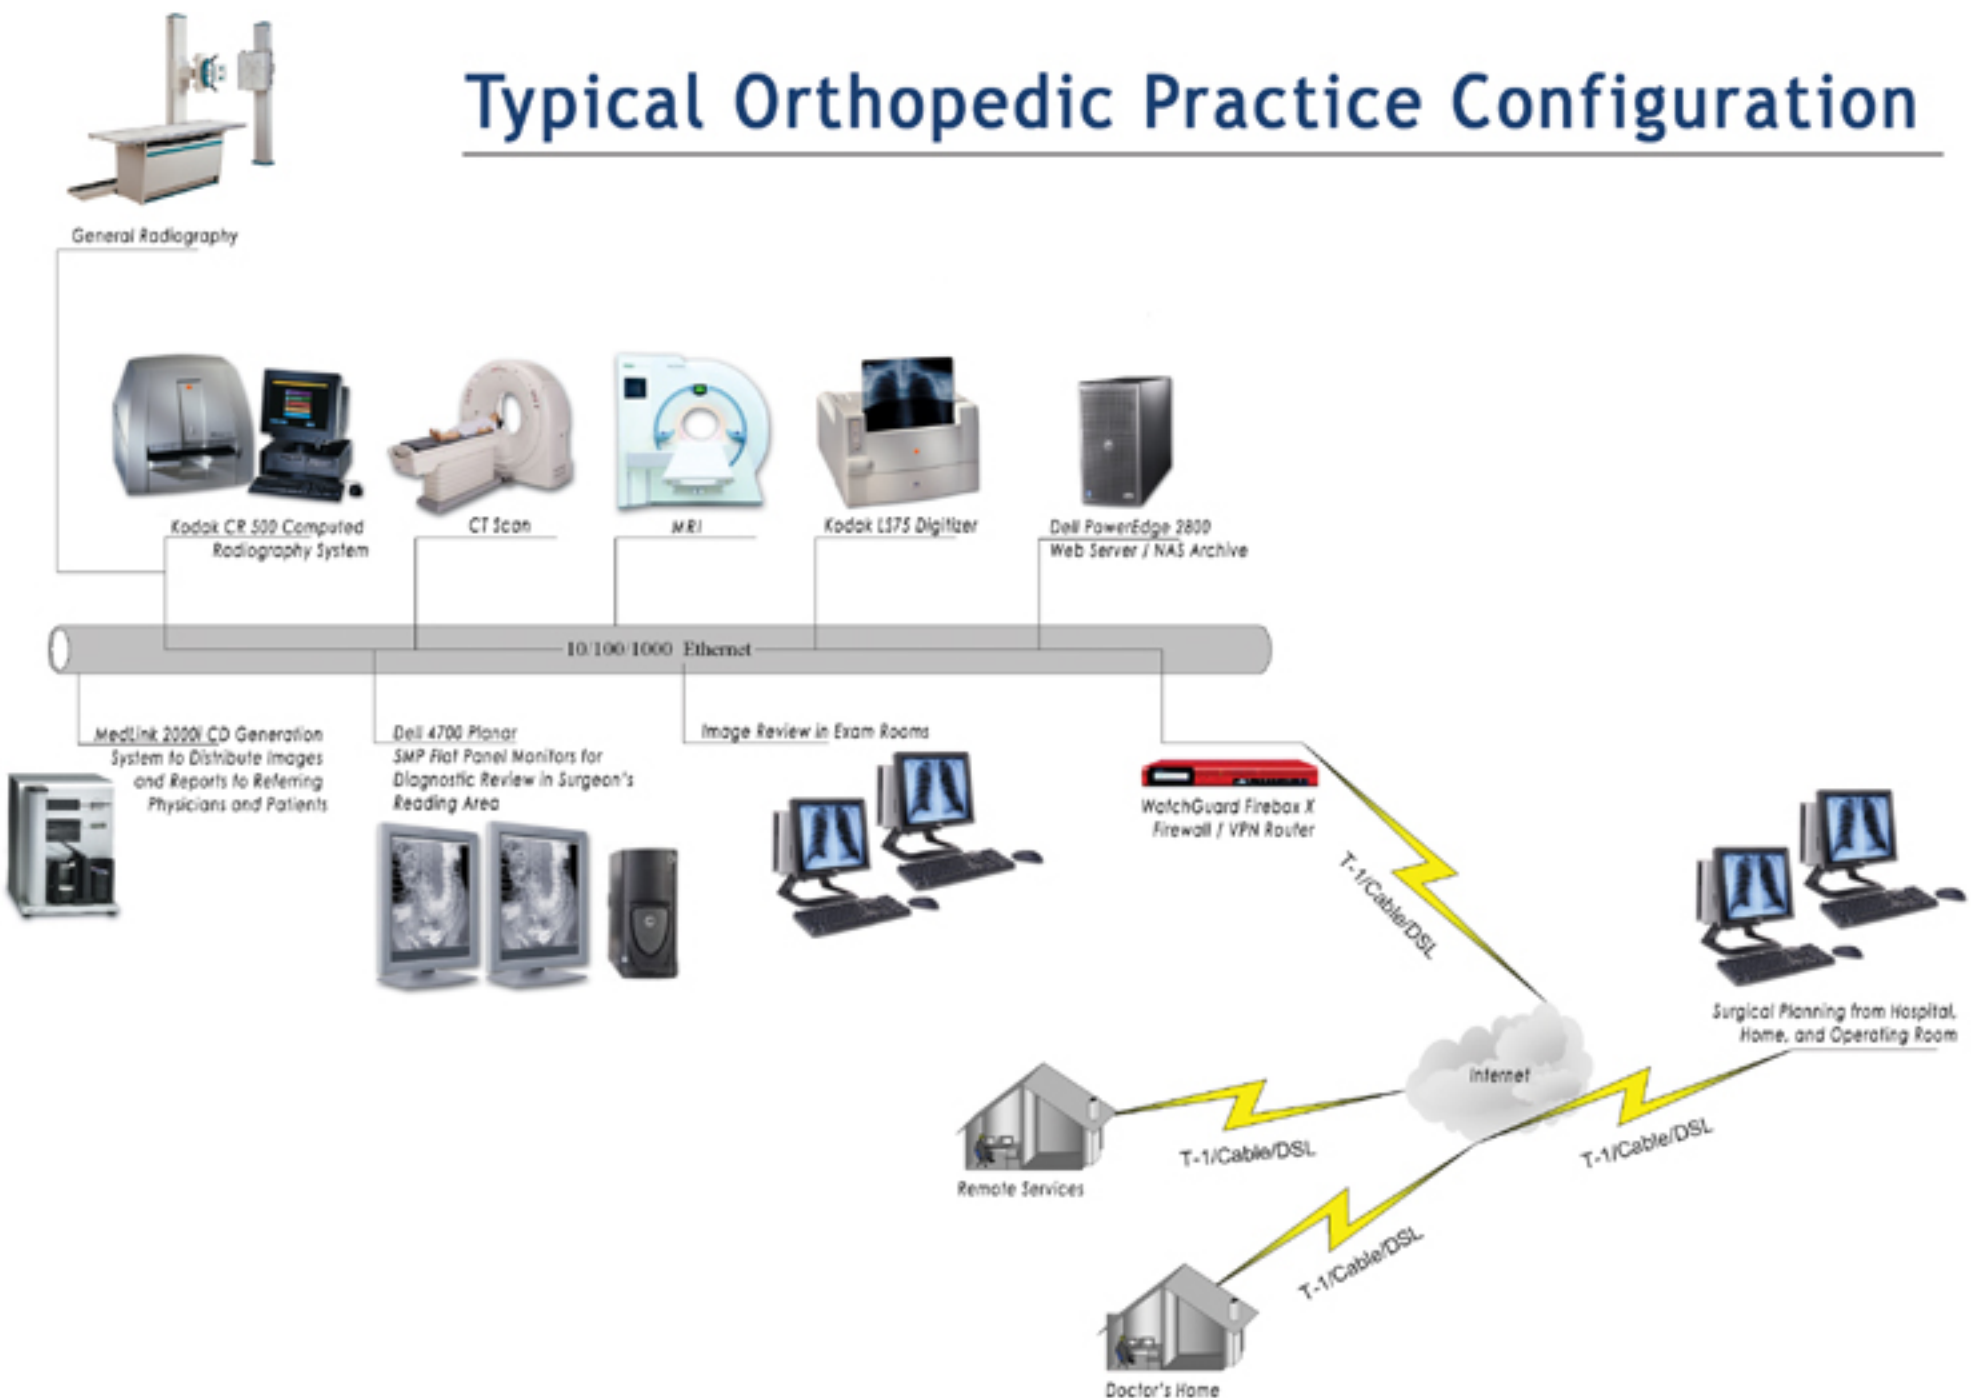 Typical Orthopedic Practice Configuration
General Radiography
Kodak CR 500 Computed
Radiography System
CT Scan
MRI
Kodak LS75 Digitizer
Dell PowerEdge 2800
Web Server / NAS Archive
10/100/1000 Ethernet
MedLink 2000i CD Generation
System to Distribute Images
and Reports to Referring
Physicians and Patients
Dell 4700 Planar
SMP Flat Panel Monitors for
Diagnostic Review in Surgeon's
Reading Area
Image Review in Exam Rooms
WatchGuard Firebox X
Firewall / VPN Router
T-1/Cable/DSL
Surgical Planning from Hospital,
Home, and Operating Room
Internet
T-1/Cable/DSL
T-1/Cable/DSL
Remote Services
T-1/Cable/DSL
Doctor's Home